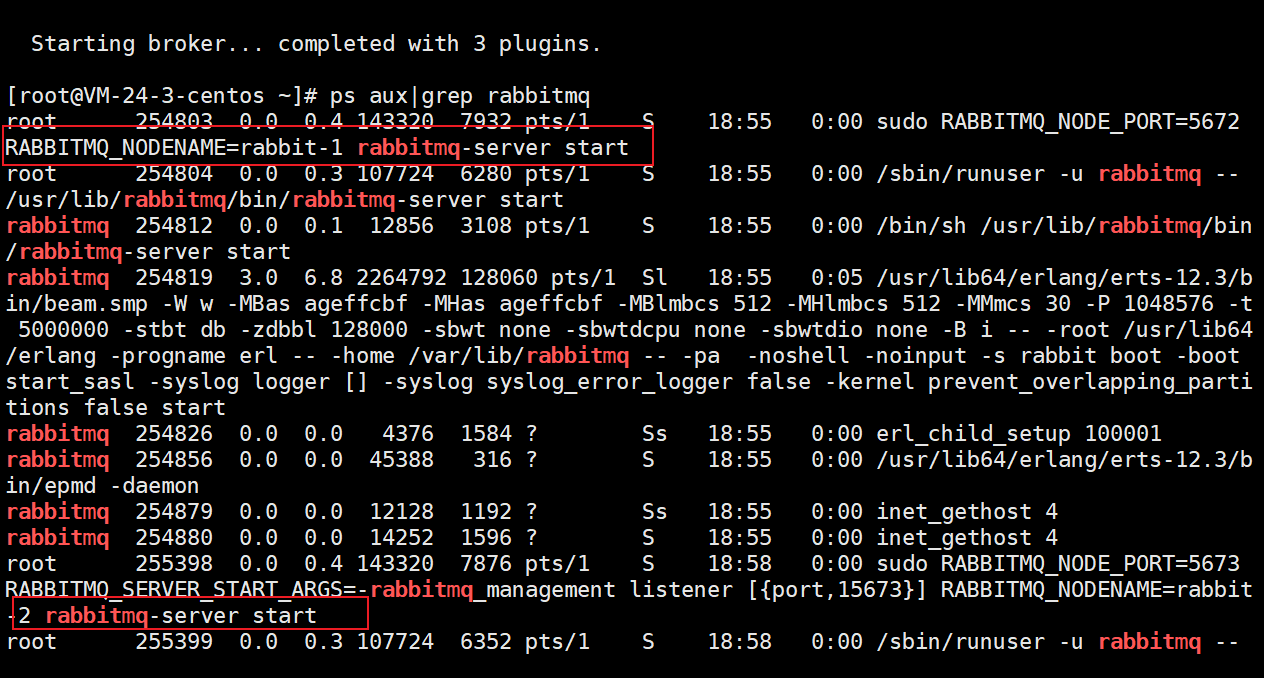 Starting broker... completed with 3 plugins.
[root@VM-24-3-centos ~]# ps aux|grep rabbitmq
root      254803  0.0  0.4 143320  7932 pts/1    S    18:55   0:00 sudo RABBITMQ_NODE_PORT=5672
RABBITMQ_NODENAME=rabbit-1 rabbitmq-server start
root      254804  0.0  0.3 107724  6280 pts/1    S    18:55   0:00 /sbin/runuser -u rabbitmq --
/usr/lib/rabbitmq/bin/rabbitmq-server start
rabbitmq  254812  0.0  0.1  12856  3108 pts/1    S    18:55   0:00 /bin/sh /usr/lib/rabbitmq/bin
/rabbitmq-server start
rabbitmq  254819  3.0  6.8 2264792 128060 pts/1  Sl   18:55   0:05 /usr/lib64/erlang/erts-12.3/b
in/beam.smp -W w -MBas ageffcbf -MHas ageffcbf -MBlmbcs 512 -MHlmbcs 512 -MMmcs 30 -P 1048576 -t
 5000000 -stbt db -zdbbl 128000 -sbwt none -sbwtdcpu none -sbwtdio none -B i -- -root /usr/lib64
/erlang -progname erl -- -home /var/lib/rabbitmq -- -pa  -noshell -noinput -s rabbit boot -boot
start_sasl -syslog logger [] -syslog syslog_error_logger false -kernel prevent_overlapping_parti
tions false start
rabbitmq  254826  0.0  0.0   4376  1584 ?        Ss   18:55   0:00 erl_child_setup 100001
rabbitmq  254856  0.0  0.0  45388   316 ?        S    18:55   0:00 /usr/lib64/erlang/erts-12.3/b
in/epmd -daemon
rabbitmq  254879  0.0  0.0  12128  1192 ?        Ss   18:55   0:00 inet_gethost 4
rabbitmq  254880  0.0  0.0  14252  1596 ?        S    18:55   0:00 inet_gethost 4
root      255398  0.0  0.4 143320  7876 pts/1    S    18:58   0:00 sudo RABBITMQ_NODE_PORT=5673
RABBITMQ_SERVER_START_ARGS=-rabbitmq_management listener [{port,15673}] RABBITMQ_NODENAME=rabbit
-2 rabbitmq-server start
root      255399  0.0  0.3 107724  6352 pts/1    S    18:58   0:00 /sbin/runuser -u rabbitmq --